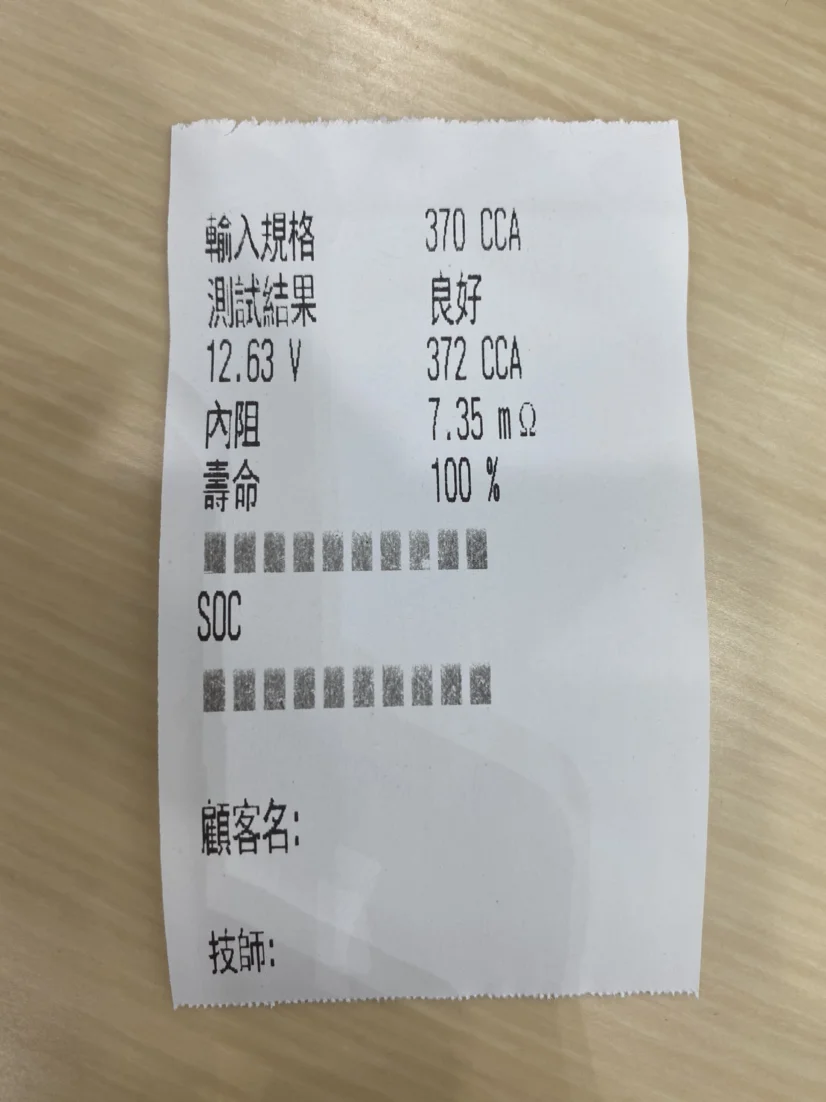 輸入規格 370 CCA
測試結果 良好
12.63 V 372 CCA
內阻 7.35 mΩ
壽命 100 %
SOC
顧客名:
技師: